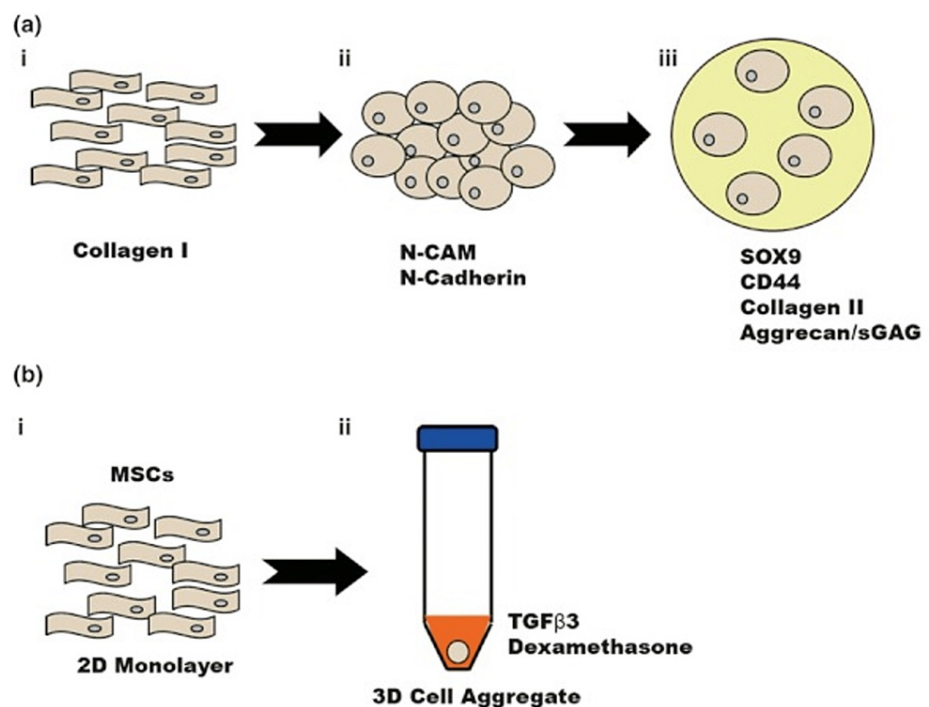 (a)
i
ii
iii
Collagen I
N-CAM
N-Cadherin
SOX9
CD44
Collagen II
Aggrecan/sGAG
(b)
i
ii
MSCs
2D Monolayer
TGFβ3
Dexamethasone
3D Cell Aggregate